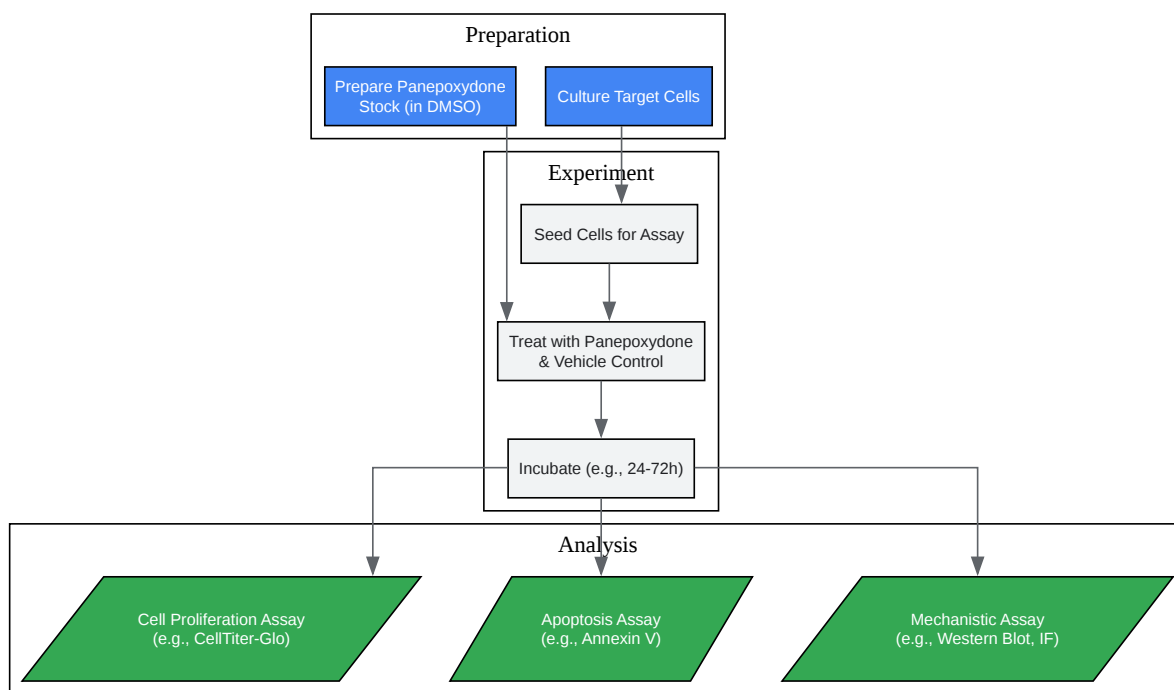 Preparation
Prepare Panepoxydone
Stock (in DMSO)
Culture Target Cells
Experiment
Seed Cells for Assay
Treat with Panepoxydone
& Vehicle Control
Incubate (e.g., 24-72h)
Analysis
Cell Proliferation Assay
(e.g., CellTiter-Glo)
Apoptosis Assay
(e.g., Annexin V)
Mechanistic Assay
(e.g., Western Blot, IF)